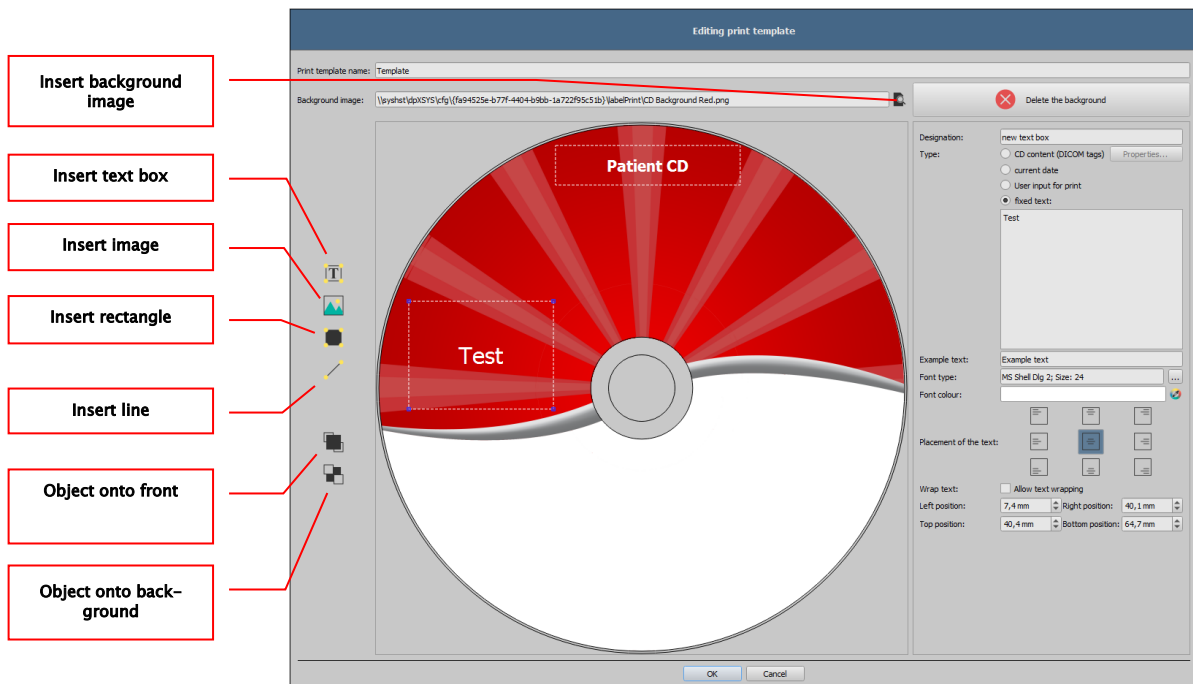 Editing print template
Insert background
image
Print template name: Template
Background image: \\syshst\dpXSYS\cfg\{fa94525e-b77f-4404-b9bb-1a722f95c51b}\labelPrint\CD Background Red.png
Delete the background
Insert text box
Insert image
Insert rectangle
Insert line
Object onto front
Object onto back-
ground
Patient CD
Test
Designation: new text box
Type: CD content (DICOM tags) Properties...
current date
User input for print
fixed text:
Test
Example text: Example text
Font type: MS Shell Dlg 2; Size: 24 ...
Font colour:
Placement of the text:
Wrap text: Allow text wrapping
Left position: 7,4 mm Right position: 40,1 mm
Top position: 40,4 mm Bottom position: 64,7 mm
OK Cancel